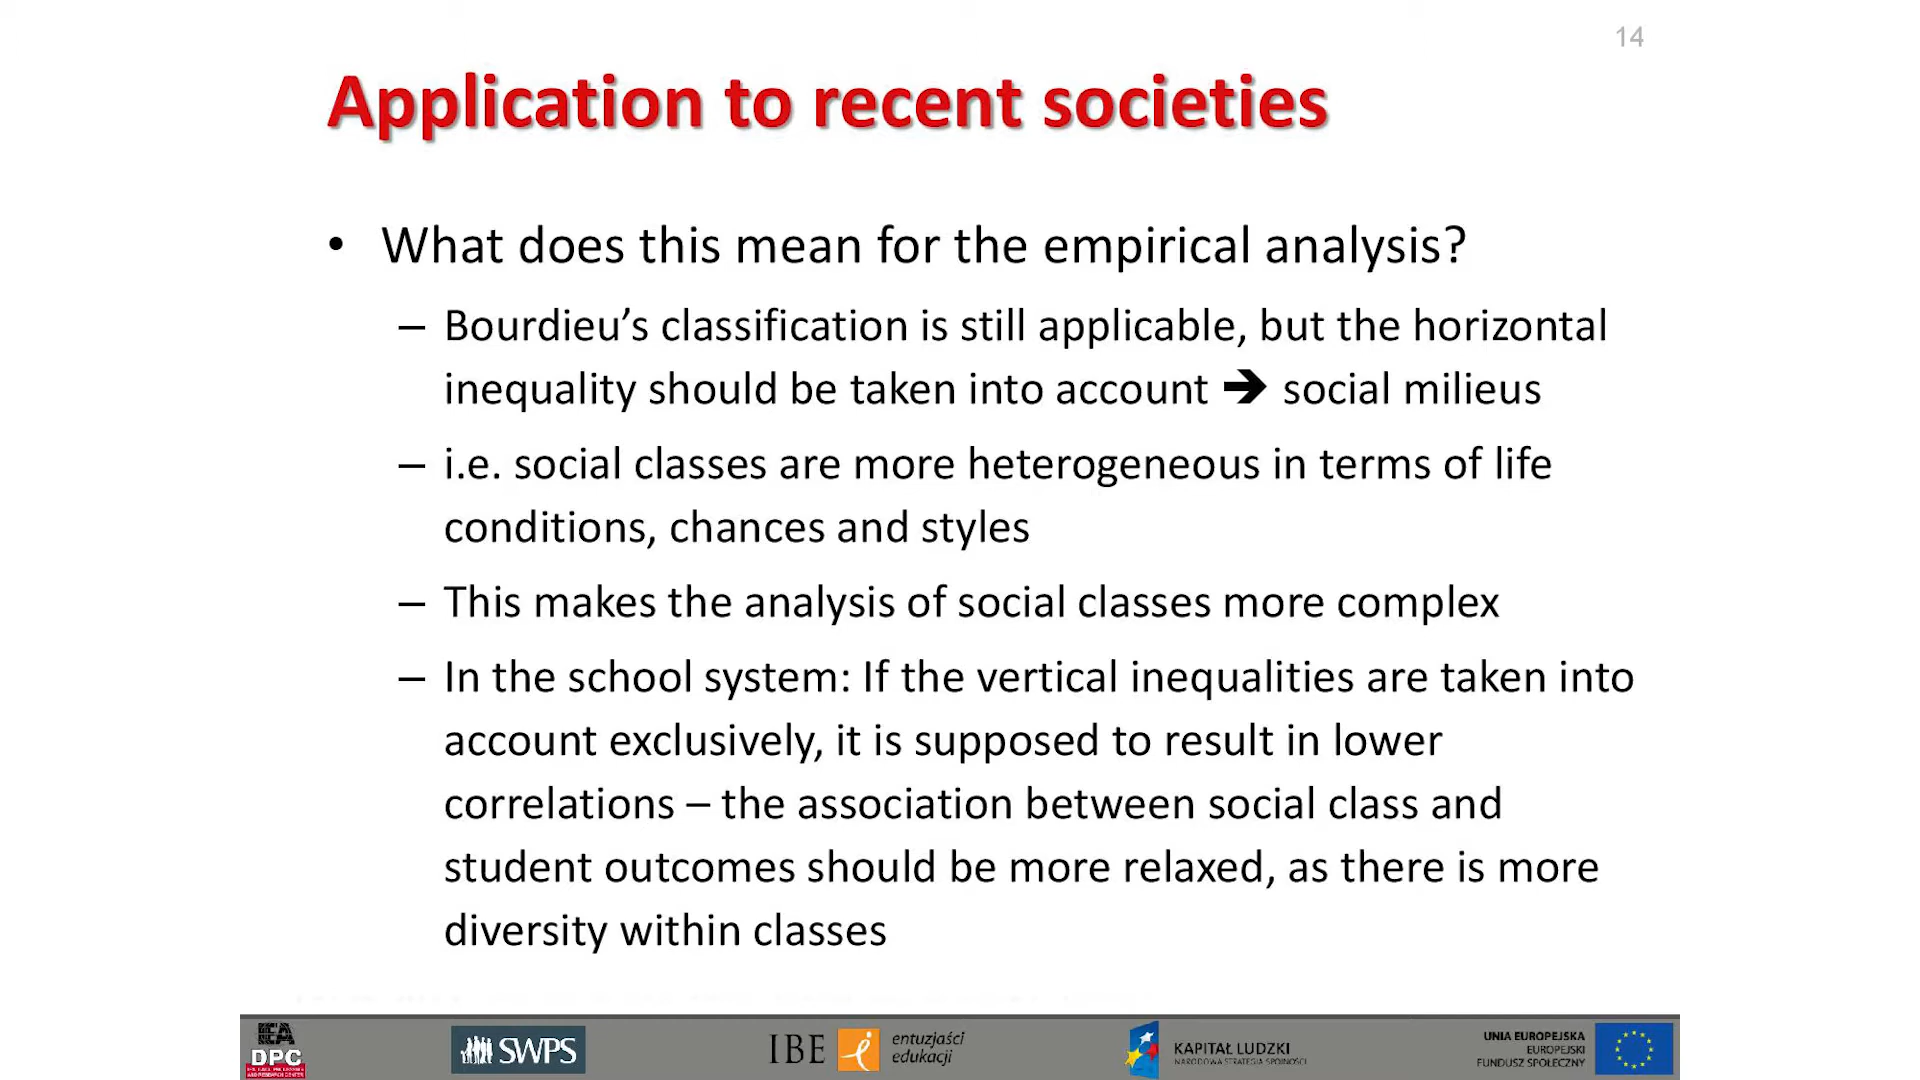 14
Application to recent societies
• What does this mean for the empirical analysis?
– Bourdieu’s classification is still applicable, but the horizontal
inequality should be taken into account ➔ social milieus
– i.e. social classes are more heterogeneous in terms of life
conditions, chances and styles
– This makes the analysis of social classes more complex
– In the school system: If the vertical inequalities are taken into
account exclusively, it is supposed to result in lower
correlations – the association between social class and
student outcomes should be more relaxed, as there is more
diversity within classes
IEA
DPC
SWPS
IBE
entuzjaści
edukacji
KAPITAŁ LUDZKI
NARODOWA STRATEGIA SPÓJNOŚCI
UNIA EUROPEJSKA
EUROPEJSKI
FUNDUSZ SPOŁECZNY